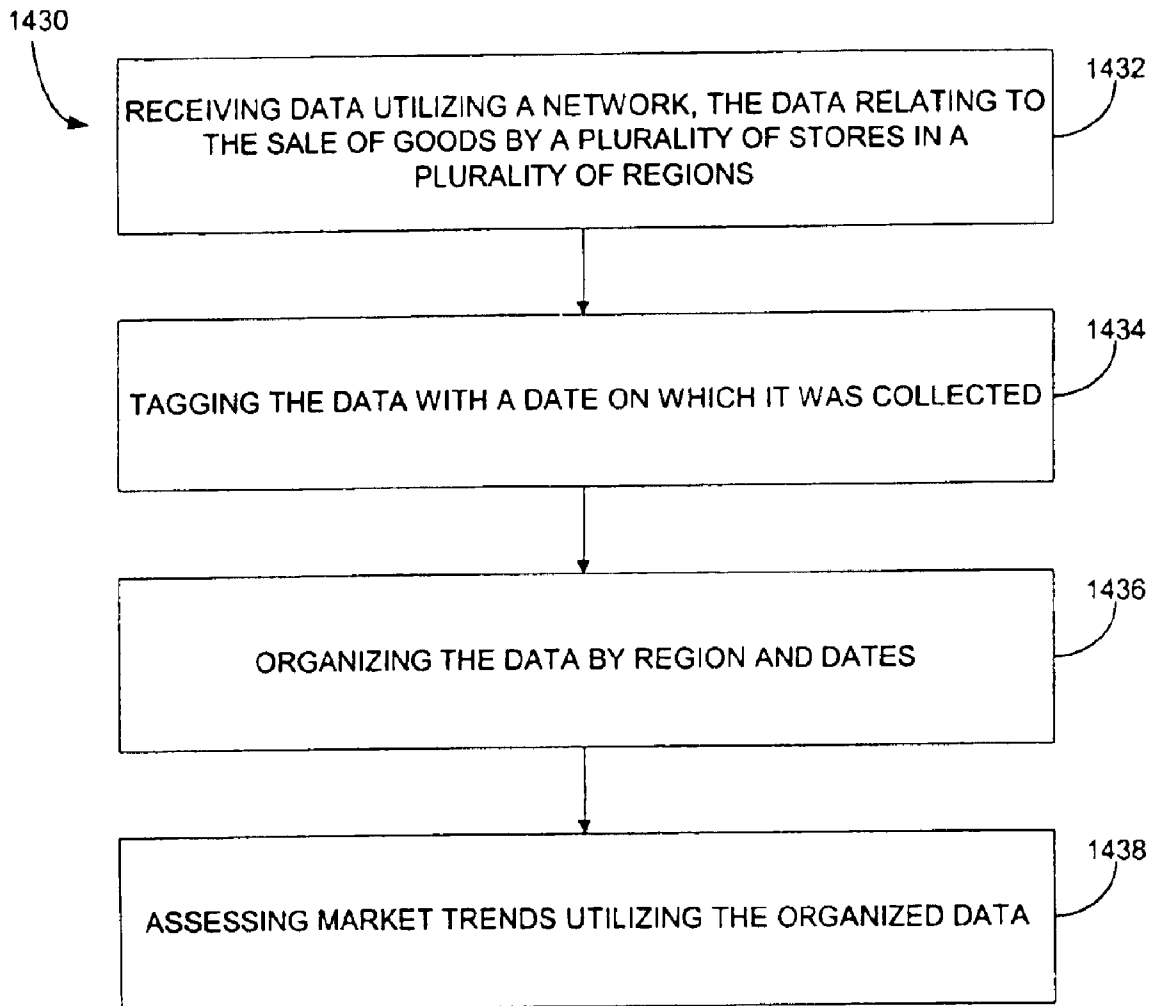 1430
1432
RECEIVING DATA UTILIZING A NETWORK, THE DATA RELATING TO
THE SALE OF GOODS BY A PLURALITY OF STORES IN A
PLURALITY OF REGIONS
1434
TAGGING THE DATA WITH A DATE ON WHICH IT WAS COLLECTED
1436
ORGANIZING THE DATA BY REGION AND DATES
1438
ASSESSING MARKET TRENDS UTILIZING THE ORGANIZED DATA